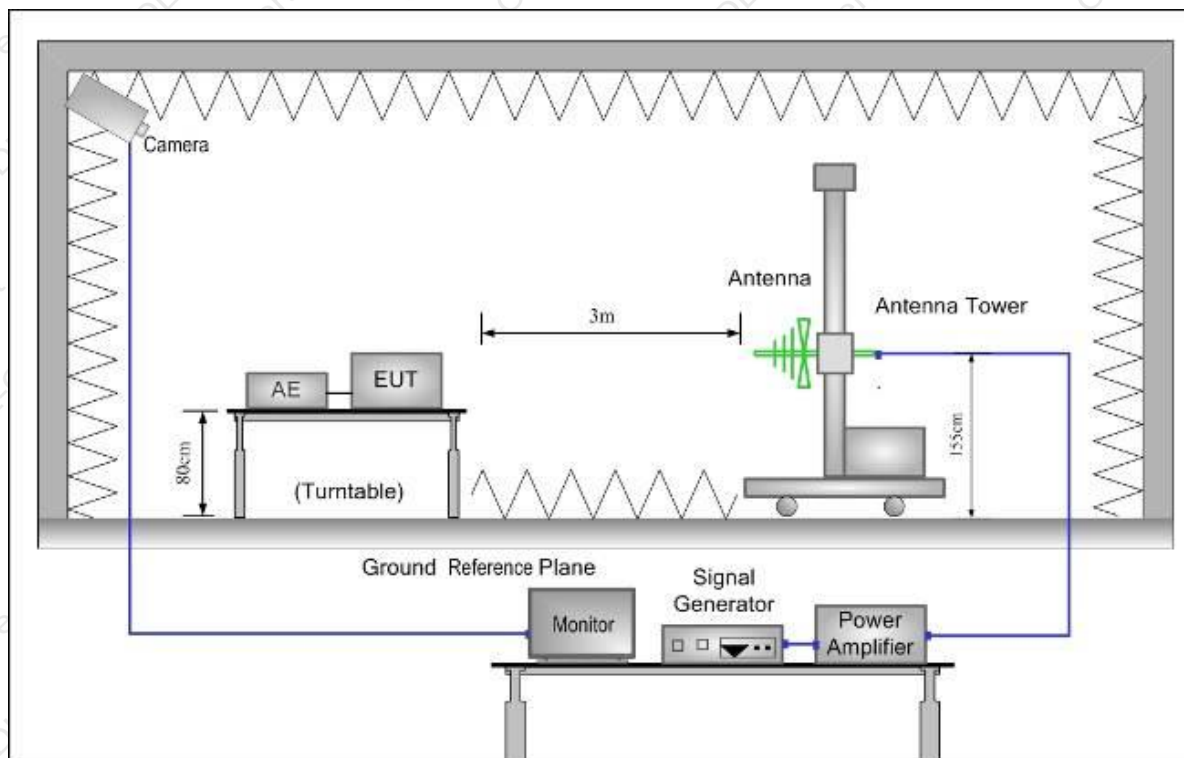 Camera
Antenna
3m
Antenna Tower
AE
EUT
80cm
155cm
(Turntable)
Ground Reference Plane
Signal
Generator
Monitor
Power
Amplifier